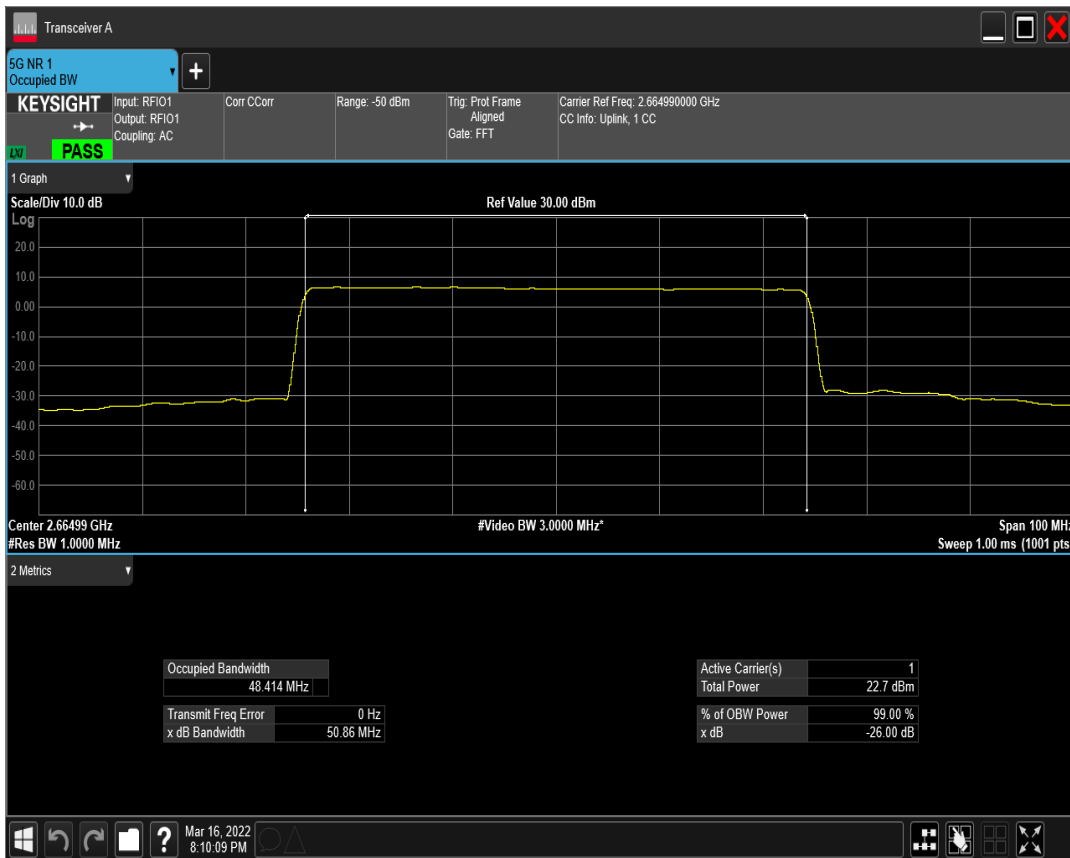 Transceiver A
5G NR 1
Occupied BW
+
KEYSIGHT
LXI
PASS
Input: RFIO1
Output: RFIO1
Coupling: AC
Corr CCorr
Range: -50 dBm
Trig: Prot Frame
Aligned
Gate: FFT
Carrier Ref Freq: 2.664990000 GHz
CC Info: Uplink, 1 CC
1 Graph
Scale/Div 10.0 dB
Ref Value 30.00 dBm
Log
20.0
10.0
0.00
-10.0
-20.0
-30.0
-40.0
-50.0
-60.0
Center 2.66499 GHz
#Video BW 3.0000 MHz*
Span 100 MHz
#Res BW 1.0000 MHz
Sweep 1.00 ms (1001 pts
2 Metrics
Occupied Bandwidth
48.414 MHz
Transmit Freq Error 0 Hz
x dB Bandwidth 50.86 MHz
Active Carrier(s) 1
Total Power 22.7 dBm
% of OBW Power 99.00 %
x dB -26.00 dB
?
Mar 16, 2022
8:10:09 PM